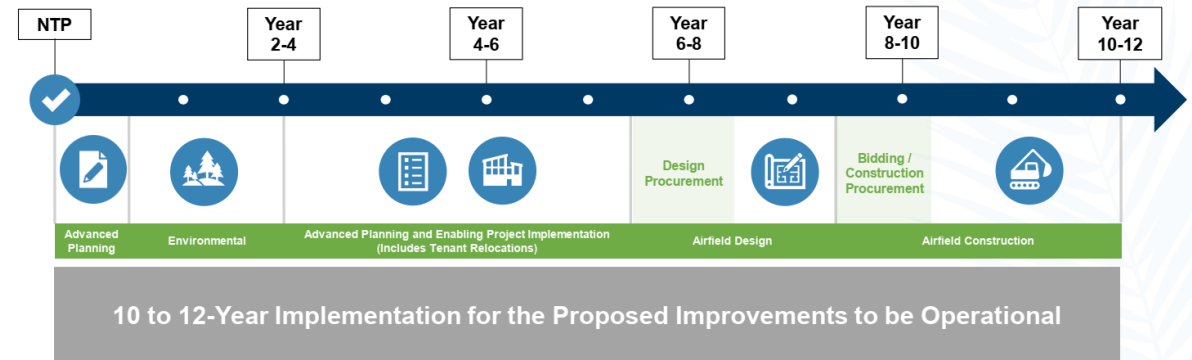 NTP
Year
2-4
Year
4-6
Year
6-8
Year
8-10
Year
10-12
Design
Procurement
Bidding /
Construction
Procurement
Advanced
Planning
Environmental
Advanced Planning and Enabling Project Implementation
(Includes Tenant Relocations)
Airfield Design
Airfield Construction
10 to 12-Year Implementation for the Proposed Improvements to be Operational